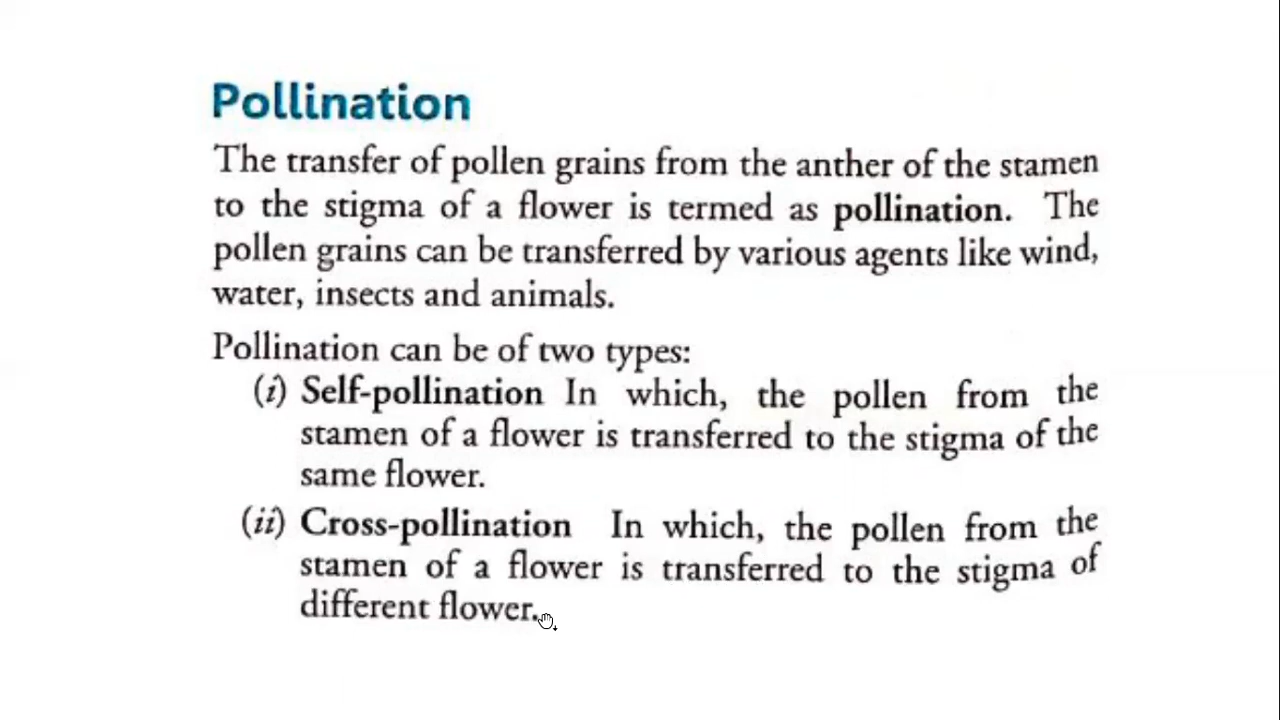 Pollination
The transfer of pollen grains from the anther of the stamen
to the stigma of a flower is termed as pollination. The
pollen grains can be transferred by various agents like wind,
water, insects and animals.
Pollination can be of two types:
(i) Self-pollination In which, the pollen from the
stamen of a flower is transferred to the stigma of the
same flower.
(ii) Cross-pollination In which, the pollen from the
stamen of a flower is transferred to the stigma of
different flower.